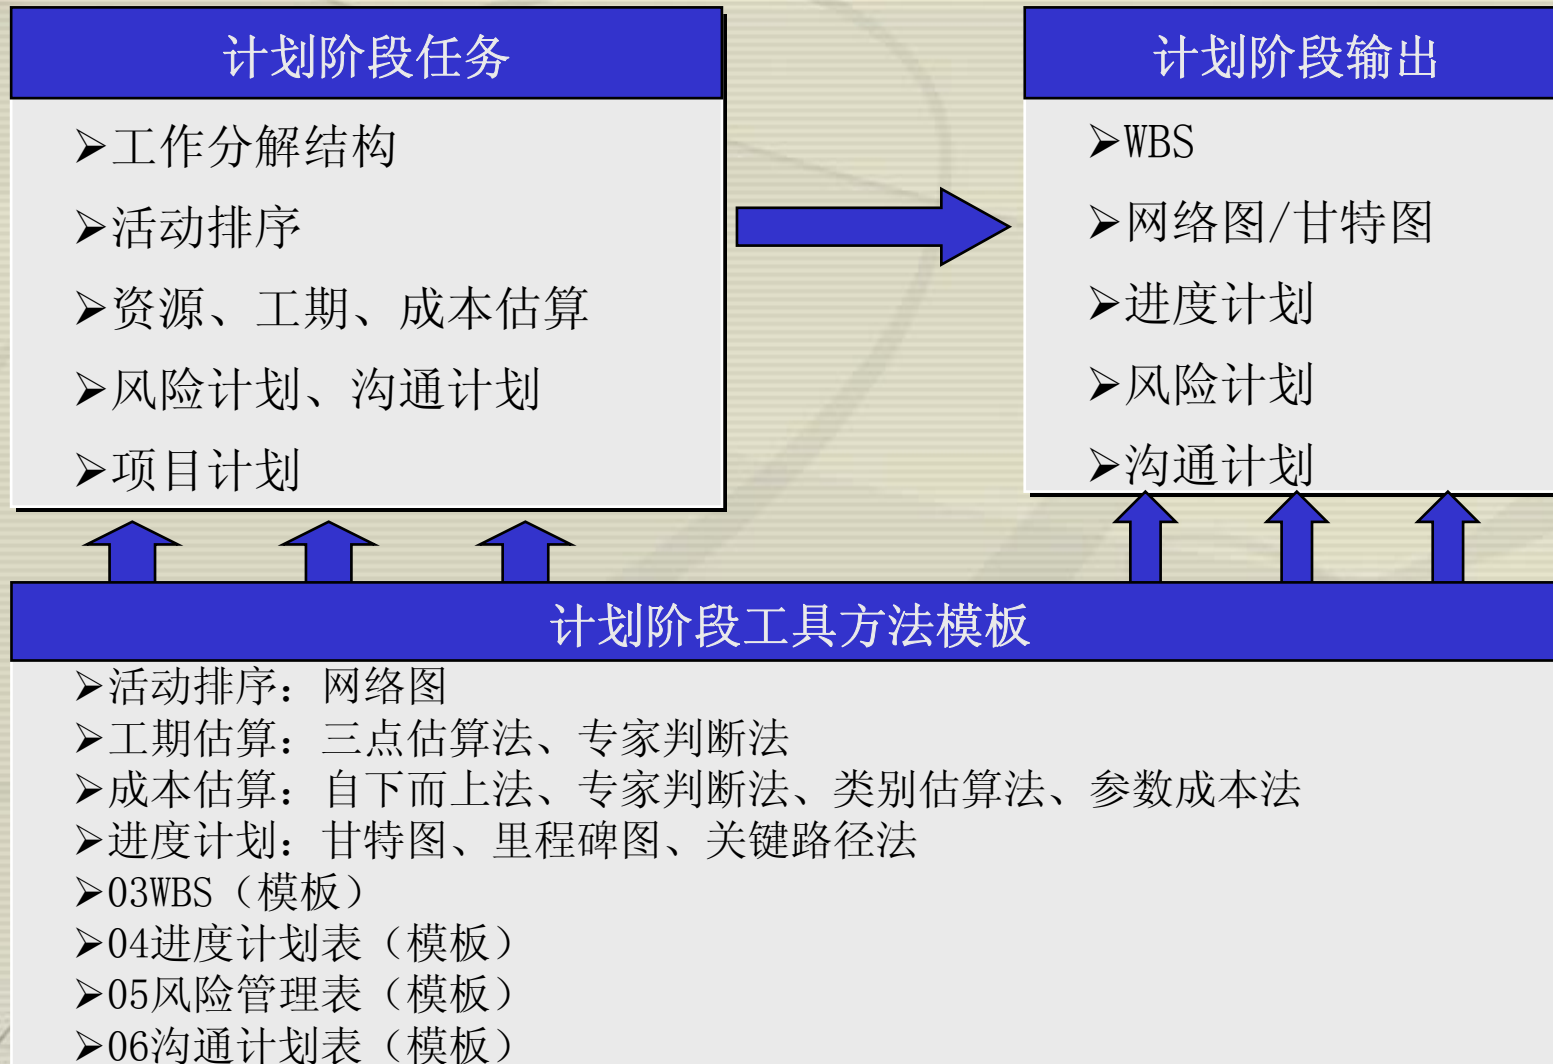 计划阶段任务
➢工作分解结构
➢活动排序
➢资源、工期、成本估算
➢风险计划、沟通计划
➢项目计划
计划阶段输出
➢WBS
➢网络图/甘特图
➢进度计划
➢风险计划
➢沟通计划
计划阶段工具方法模板
➢活动排序：网络图
➢工期估算：三点估算法、专家判断法
➢成本估算：自下而上法、专家判断法、类别估算法、参数成本法
➢进度计划：甘特图、里程碑图、关键路径法
➢03WBS（模板）
➢04进度计划表（模板）
➢05风险管理表（模板）
➢06沟通计划表（模板）